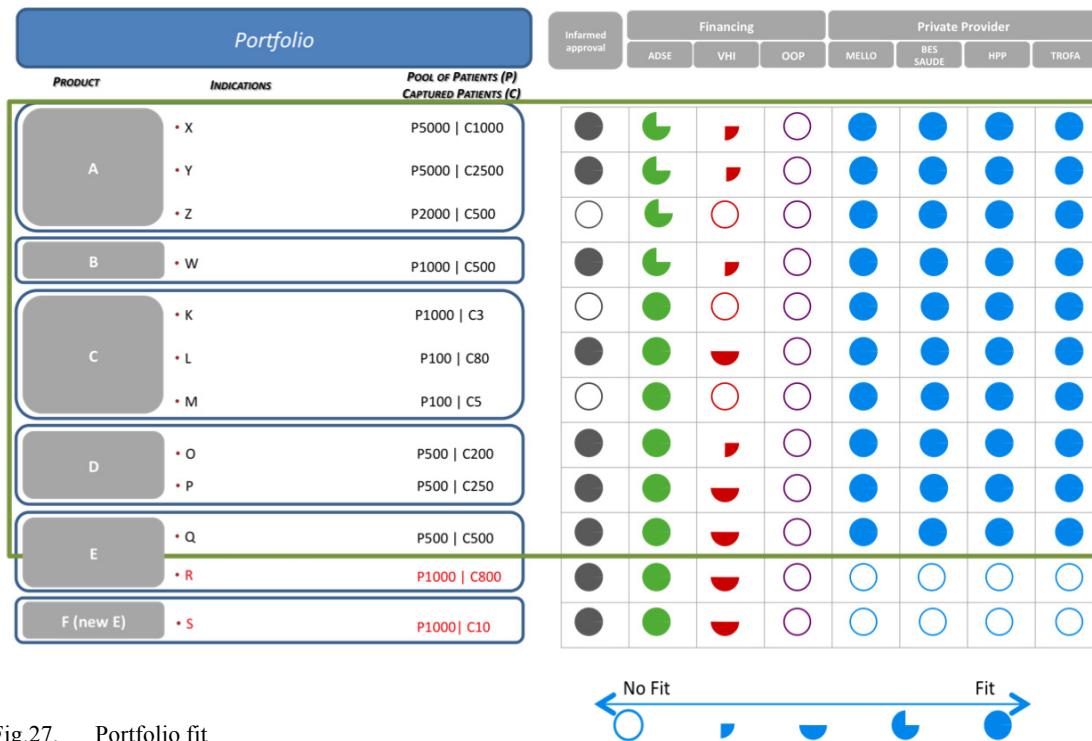 Portfolio
Informed approval
Financing
Private Provider
ADSE VHI OOP MELLO BES SAUDE HPP TROFA
PRODUCT INDICATIONS POOL OF PATIENTS (P)
CAPTURED PATIENTS (C)
A
• X P5000 | C1000
• Y P5000 | C2500
• Z P2000 | C500
B • W P1000 | C500
C
• K P1000 | C3
• L P100 | C80
• M P100 | C5
D
• O P500 | C200
• P P500 | C250
E
• Q P500 | C500
• R P1000 | C800
F (new E) • S P1000| C10
No Fit Fit
Fig.27. Portfolio fit